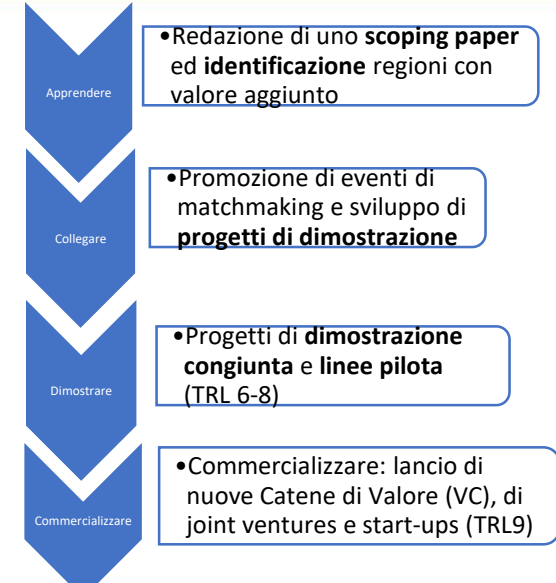 Apprendere
•Redazione di uno scoping paper
ed identificazione regioni con
valore aggiunto
Collegare
•Promozione di eventi di
matchmaking e sviluppo di
progetti di dimostrazione
Dimostrare
•Progetti di dimostrazione
congiunta e linee pilota
(TRL 6-8)
Commercializzare
•Commercializzare: lancio di
nuove Catene di Valore (VC), di
joint ventures e start-ups (TRL9)